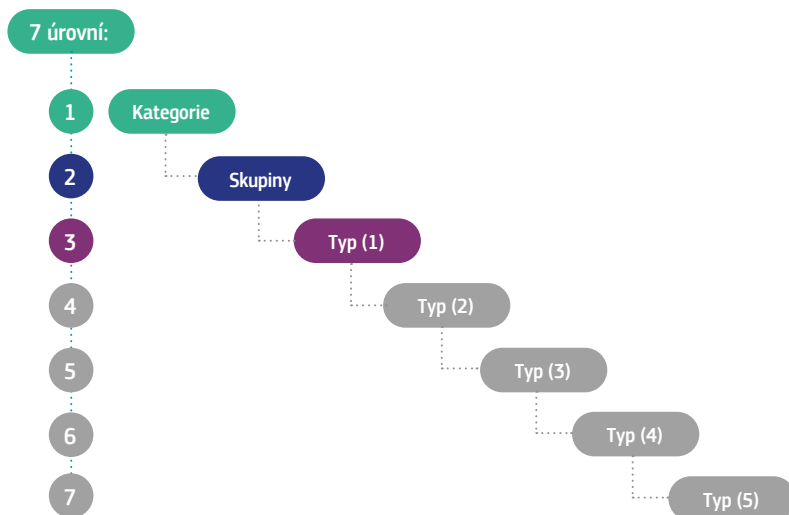 7 úrovní:
1 Kategorie
2 Skupiny
3 Typ (1)
4 Typ (2)
5 Typ (3)
6 Typ (4)
7 Typ (5)